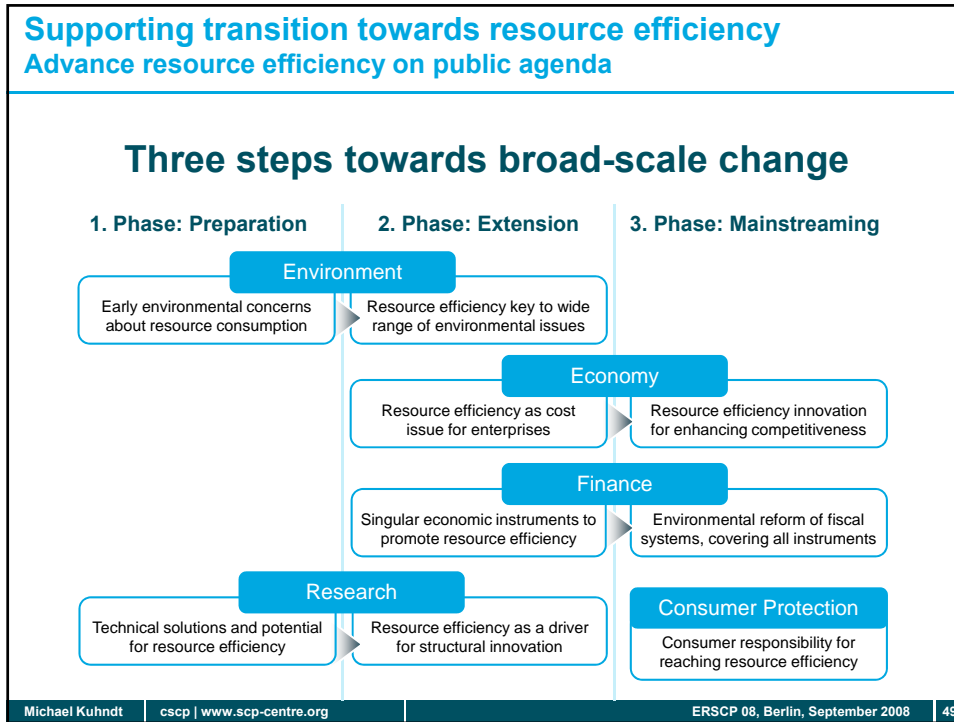 Supporting transition towards resource efficiency
Advance resource efficiency on public agenda
Three steps towards broad-scale change
1. Phase: Preparation
2. Phase: Extension
3. Phase: Mainstreaming
Environment
Early environmental concerns
about resource consumption
Resource efficiency key to wide
range of environmental issues
Economy
Resource efficiency as cost
issue for enterprises
Resource efficiency innovation
for enhancing competitiveness
Finance
Singular economic instruments to
promote resource efficiency
Environmental reform of fiscal
systems, covering all instruments
Research
Technical solutions and potential
for resource efficiency
Resource efficiency as a driver
for structural innovation
Consumer Protection
Consumer responsibility for
reaching resource efficiency
Michael Kuhndt
cscp | www.scp-centre.org
ERSCP 08, Berlin, September 2008
49